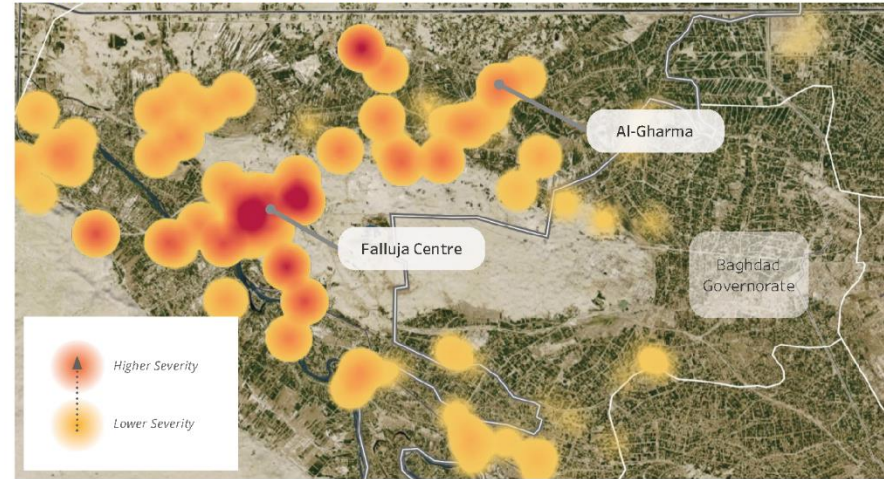 Al-Gharma
Falluja Centre
Baghdad
Governorate
Higher Severity
Lower Severity